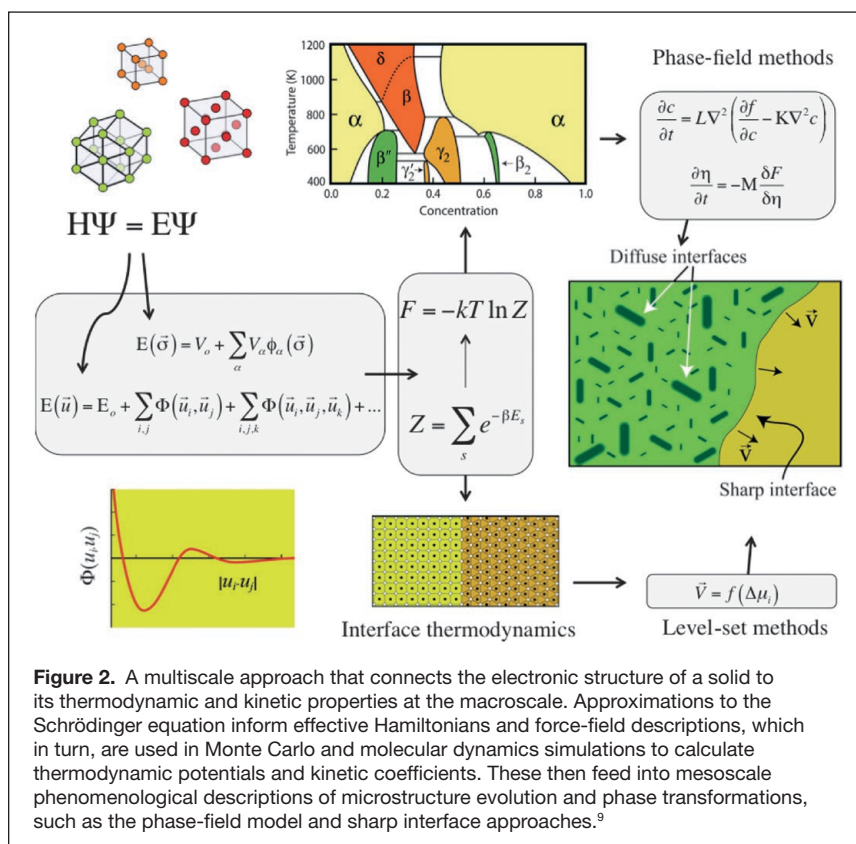 HΨ = EΨ
E(σ⃗) = V_o + ∑_α V_α ϕ_α(σ⃗)
E(u⃗) = E_o + ∑_{i,j} Φ(u⃗_i, u⃗_j) + ∑_{i,j,k} Φ(u⃗_i, u⃗_j, u⃗_k) + ...
Φ(u_i, u_j)
|u_i-u_j|
Temperature (K)
1200
1000
800
600
400
δ
β
α
α
β″
γ₂′
γ₂
β₂
0.0 0.2 0.4 0.6 0.8 1.0
Concentration
F = −kT ln Z
Z = ∑_s e^{−βE_s}
Interface thermodynamics
Phase-field methods
∂c/∂t = L∇²(∂f/∂c − K∇²c)
∂η/∂t = −M δF/δη
Diffuse interfaces
V⃗
V⃗
Sharp interface
V⃗ = f(Δμ_i)
Level-set methods
Figure 2. A multiscale approach that connects the electronic structure of a solid to
its thermodynamic and kinetic properties at the macroscale. Approximations to the
Schrödinger equation inform effective Hamiltonians and force-field descriptions, which
in turn, are used in Monte Carlo and molecular dynamics simulations to calculate
thermodynamic potentials and kinetic coefficients. These then feed into mesoscale
phenomenological descriptions of microstructure evolution and phase transformations,
such as the phase-field model and sharp interface approaches.⁹